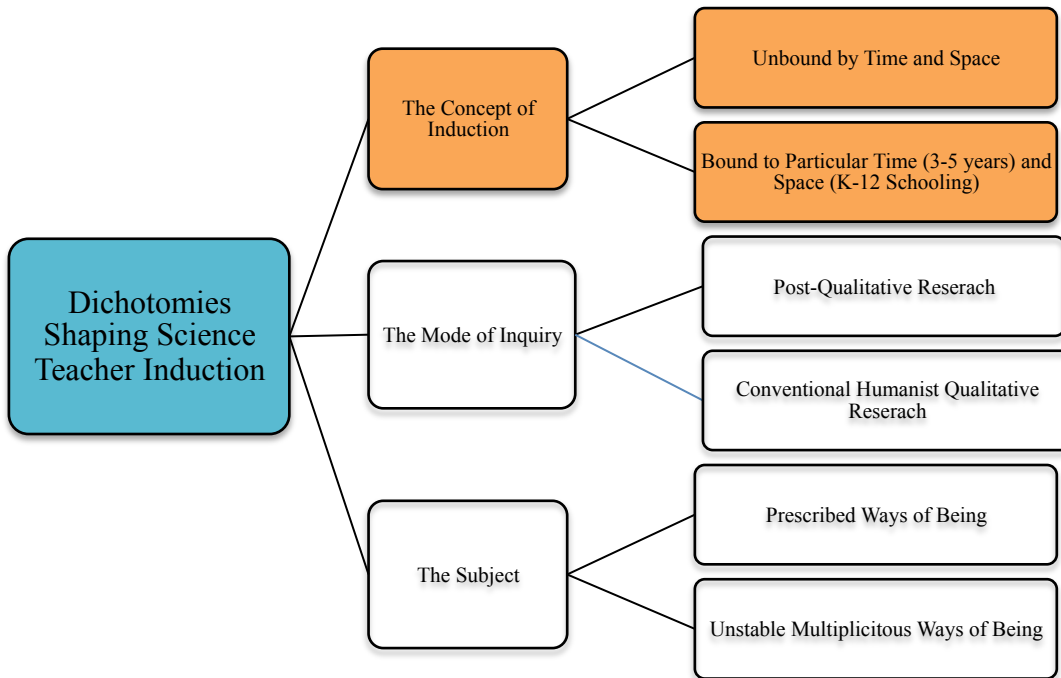 Dichotomies
Shaping Science
Teacher Induction
The Concept of
Induction
Unbound by Time and Space
Bound to Particular Time (3-5 years) and
Space (K-12 Schooling)
The Mode of Inquiry
Post-Qualitative Reserach
Conventional Humanist Qualitative
Reserach
The Subject
Prescribed Ways of Being
Unstable Multiplicitous Ways of Being